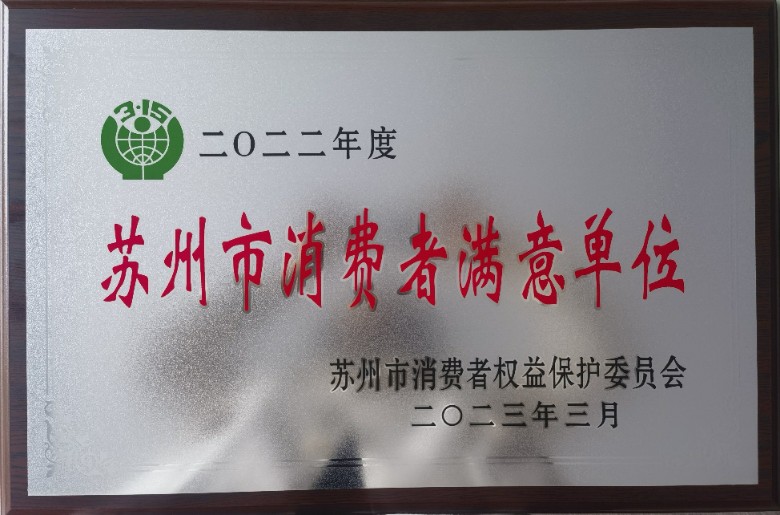 3·15
二〇二二年度
苏州市消费者满意单位
苏州市消费者权益保护委员会
二〇二三年三月